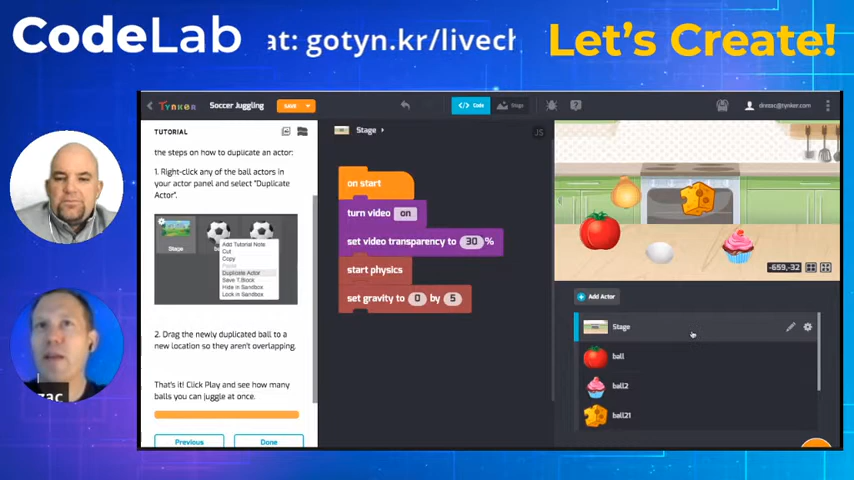 CodeLab
at: gotyn.kr/livech
Let's Create!
Tynker
Soccer Juggling
SAVE
Code
Stage
drezac@tynker.com
TUTORIAL
the steps on how to duplicate an actor:
1. Right-click any of the ball actors in
your actor panel and select "Duplicate
Actor".
Stage
Add Tutorial Note
Cut
Copy
Paste
Duplicate Actor
Save T.Block
Hide in Sandbox
Lock in Sandbox
2. Drag the newly duplicated ball to a
new location so they aren't overlapping.
That's it! Click Play and see how many
balls you can juggle at once.
Previous
Done
Stage
JS
on start
turn video on
set video transparency to 30 %
start physics
set gravity to 0 by 5
-659,-32
Add Actor
Stage
ball
ball2
ball21
zac